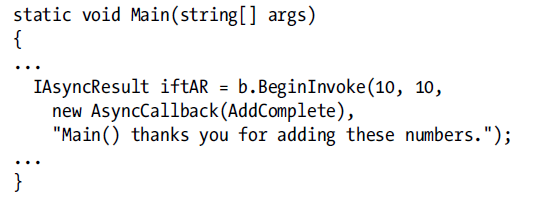 static void Main(string[] args)
{
...
  IAsyncResult iftAR = b.BeginInvoke(10, 10,
    new AsyncCallback(AddComplete),
    "Main() thanks you for adding these numbers.");
...
}